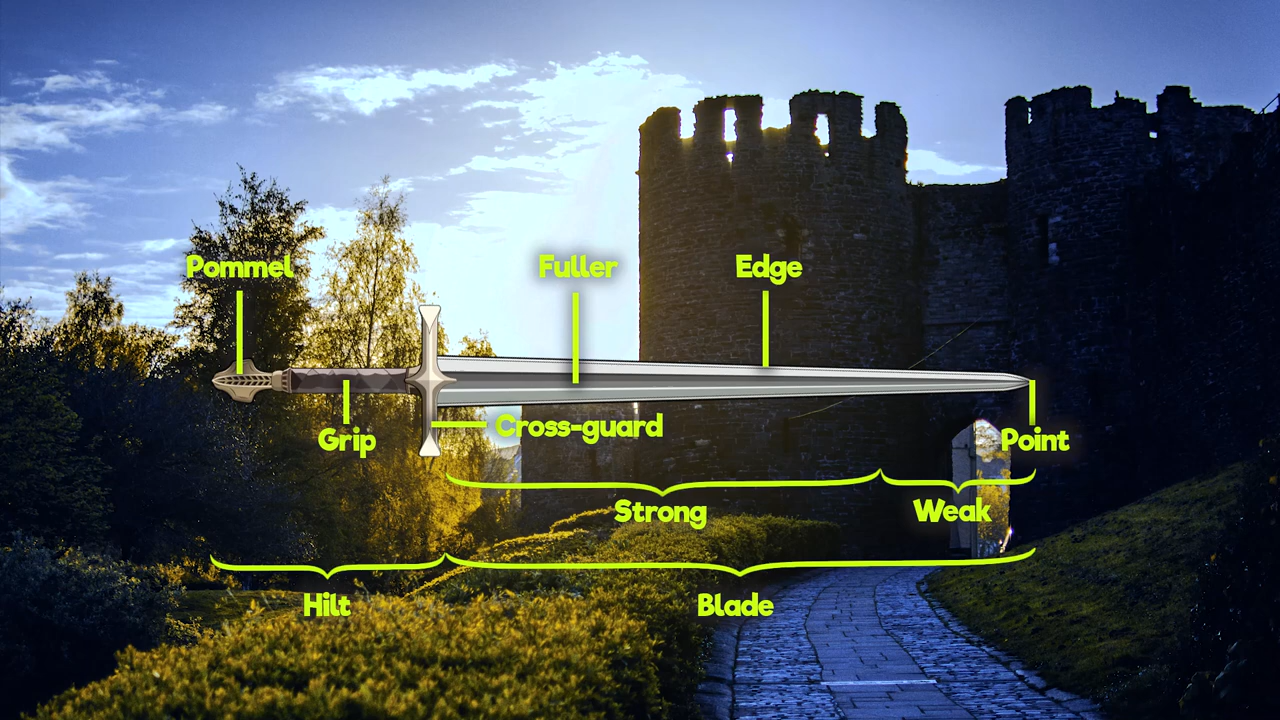 Pommel
Fuller
Edge
Grip
Cross-guard
Point
Strong
Weak
Hilt
Blade